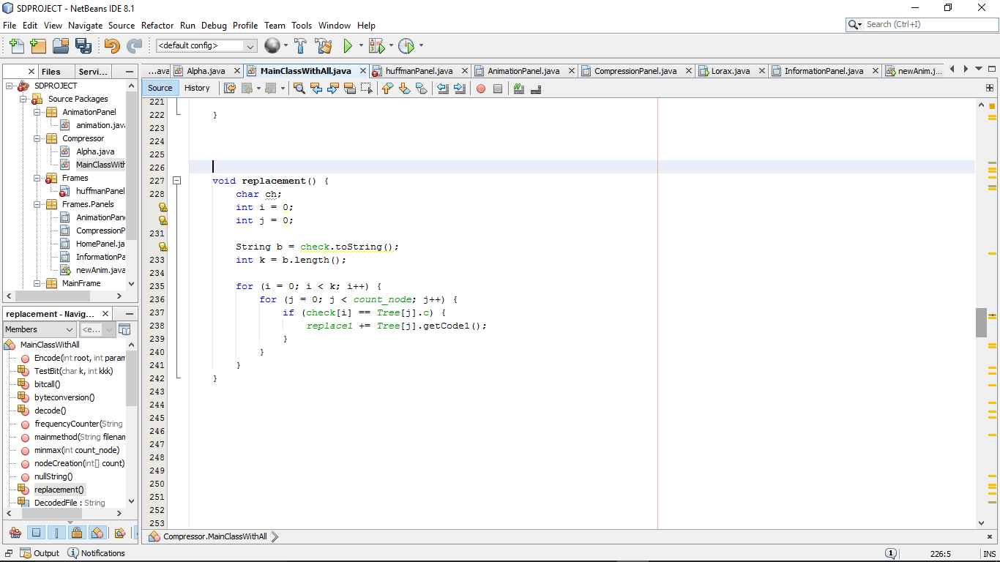 SDPROJECT - NetBeans IDE 8.1
File Edit View Navigate Source Refactor Run Debug Profile Team Tools Window Help
Search (Ctrl+I)
<default config>
Files Servi...
SDPROJECT
Source Packages
AnimationPanel
animation.java
Compressor
Alpha.java
MainClassWith
Frames
huffmanPanel
Frames.Panels
AnimationPan
CompressionP
HomePanel.ja
InformationPa
newAnim.java
MainFrame
replacement - Navig...
Members <e...
MainClassWithAll
Encode(int root, int param
TestBit(char k, int kkk)
bitcall()
byteconversion()
decode()
frequencyCounter(String
mainmethod(String filenam
minmax(int count_node)
nodeCreation(int[] count)
nullString()
replacement()
DecodedFile : String
...ava Alpha.java MainClassWithAll.java huffmanPanel.java AnimationPanel.java CompressionPanel.java Lorax.java InformationPanel.java newAnim.j...
Source History
221
222 }
223
224
225
226
227 void replacement() {
228 char ch;
int i = 0;
int j = 0;
231
String b = check.toString();
233 int k = b.length();
234
235 for (i = 0; i < k; i++) {
236 for (j = 0; j < count_node; j++) {
237 if (check[i] == Tree[j].c) {
238 replace1 += Tree[j].getCode1();
239 }
240 }
241 }
242 }
243
244
245
246
247
248
249
250
251
252
253
Compressor.MainClassWithAll
Output Notifications
1 226:5 INS